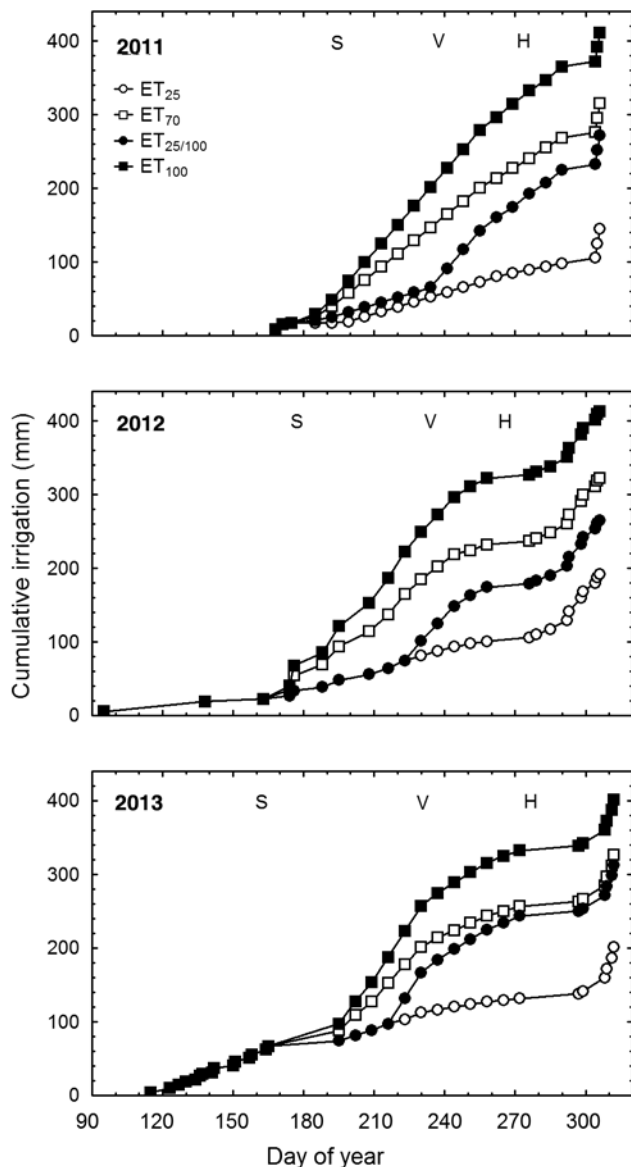 2011
S
V
H
ET25
ET70
ET25/100
ET100
400
300
200
100
0
2012
S
V
H
400
300
200
100
0
Cumulative irrigation (mm)
2013
S
V
H
400
300
200
100
0
90 120 150 180 210 240 270 300
Day of year